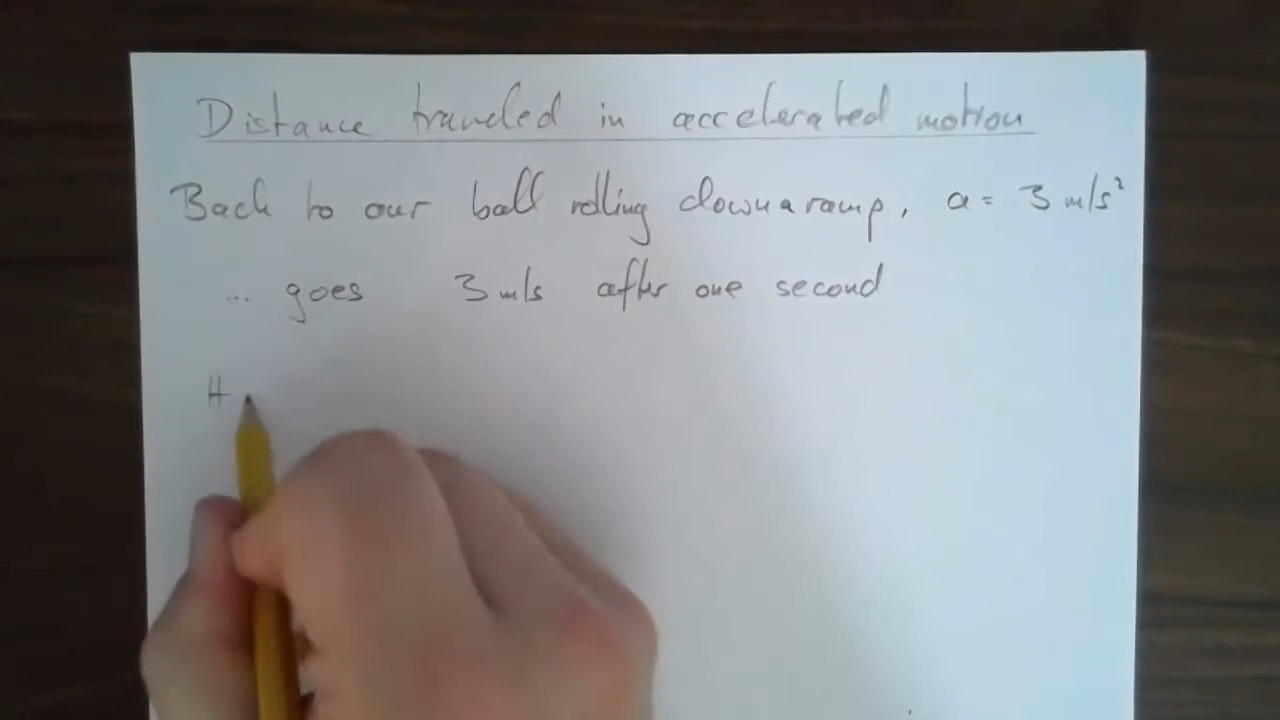 Distance traveled in accelerated motion
Back to our ball rolling down a ramp, a = 3 m/s²
... goes 3 m/s after one second
H